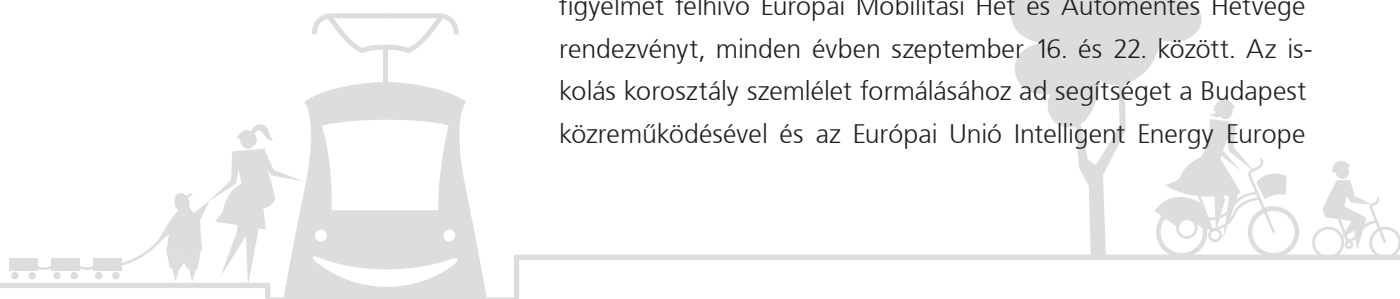 figyelmet felhívó Európai Mobilitási Hét és Autómentes Hétvége
rendezvényt, minden évben szeptember 16. és 22. között. Az is-
kolás korosztály szemlélet formálásához ad segítséget a Budapest
közreműködésével és az Európai Unió Intelligent Energy Europe